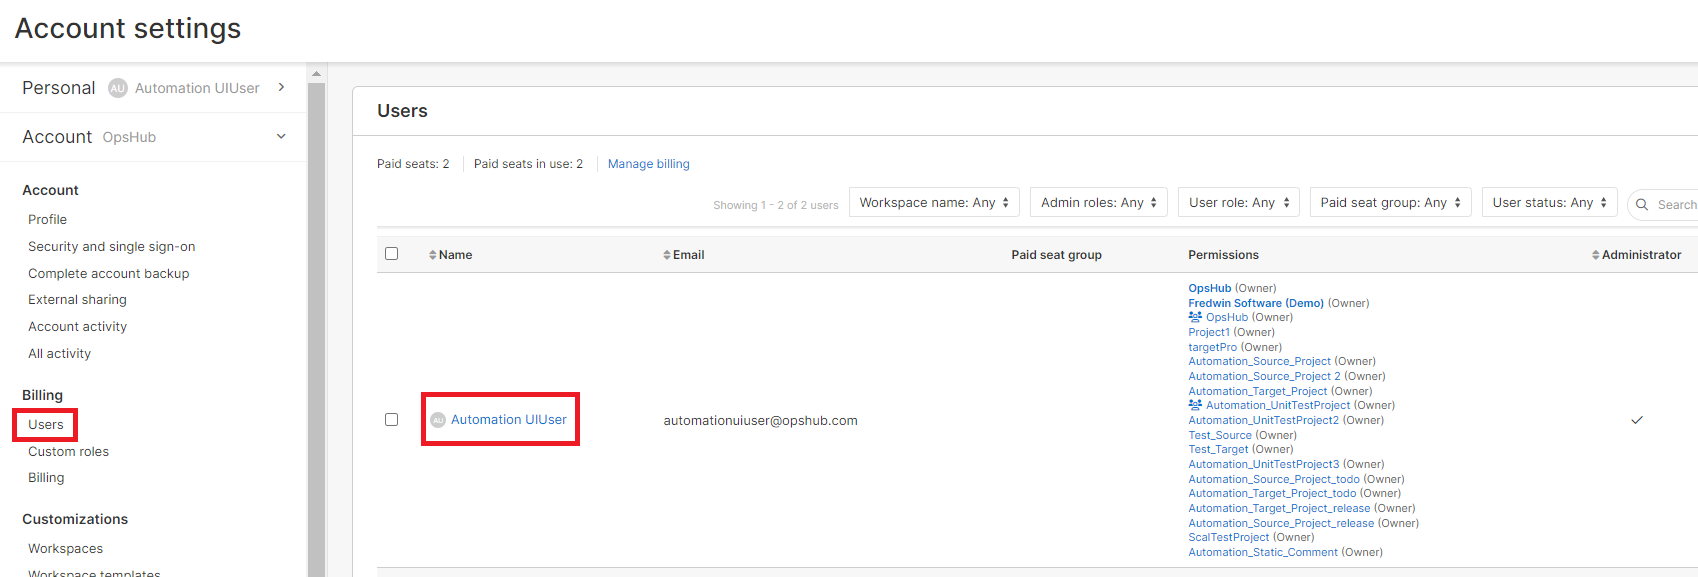 Account settings
Personal AU Automation UIUser
Account OpsHub
Account
Profile
Security and single sign-on
Complete account backup
External sharing
Account activity
All activity
Billing
Users
Custom roles
Billing
Customizations
Workspaces
Workspace templates
Users
Paid seats: 2 Paid seats in use: 2 Manage billing
Showing 1 - 2 of 2 users Workspace name: Any Admin roles: Any User role: Any Paid seat group: Any User status: Any Search
Name Email Paid seat group Permissions Administrator
AU Automation UIUser automationuiuser@opshub.com
OpsHub (Owner)
Fredwin Software (Demo) (Owner)
OpsHub (Owner)
Project1 (Owner)
targetPro (Owner)
Automation_Source_Project (Owner)
Automation_Source_Project 2 (Owner)
Automation_Target_Project (Owner)
Automation_UnitTestProject (Owner)
Automation_UnitTestProject2 (Owner)
Test_Source (Owner)
Test_Target (Owner)
Automation_UnitTestProject3 (Owner)
Automation_Source_Project_todo (Owner)
Automation_Target_Project_todo (Owner)
Automation_Target_Project_release (Owner)
Automation_Source_Project_release (Owner)
ScalTestProject (Owner)
Automation_Static_Comment (Owner)